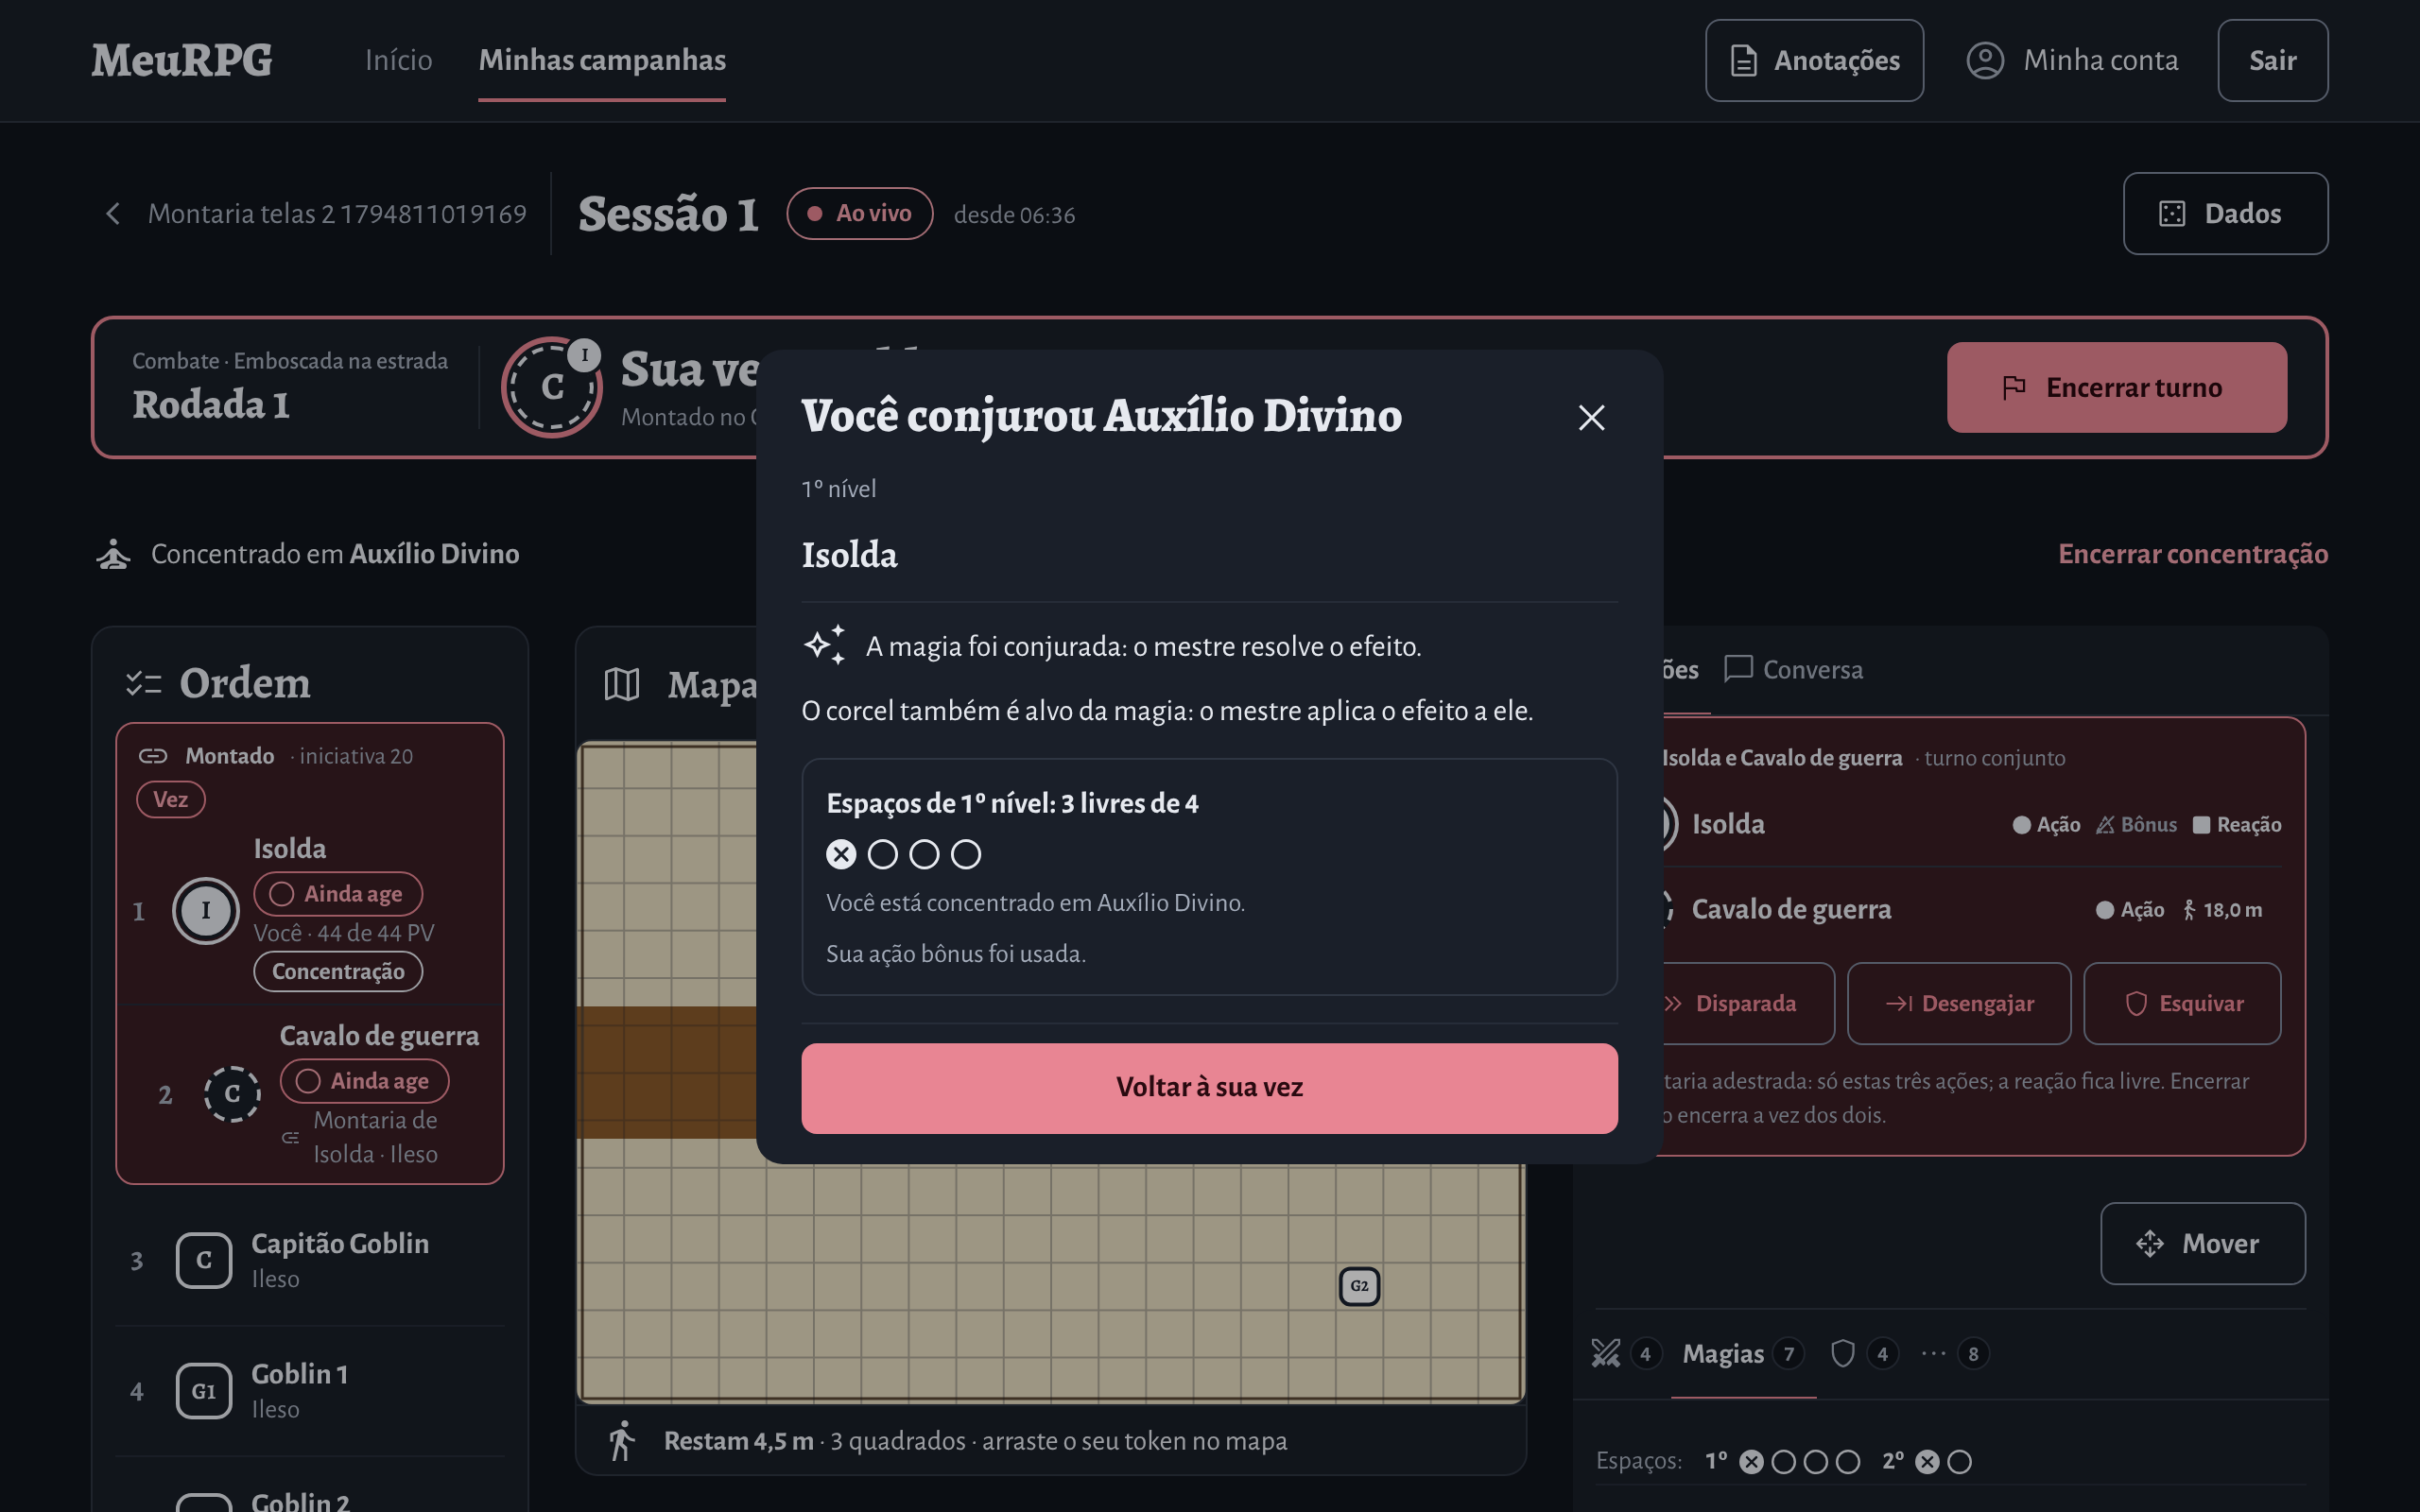 MeuRPG
Início
Minhas campanhas
Anotações
Minha conta
Sair
Montaria telas 2 1794811019169
Sessão 1
Ao vivo
desde 06:36
Dados
Combate · Emboscada na estrada
Rodada 1
C
I
Sua ve
Montado no
Encerrar turno
Concentrado em Auxílio Divino
Encerrar concentração
Você conjurou Auxílio Divino
1º nível
Isolda
A magia foi conjurada: o mestre resolve o efeito.
O corcel também é alvo da magia: o mestre aplica o efeito a ele.
Espaços de 1º nível: 3 livres de 4
Você está concentrado em Auxílio Divino.
Sua ação bônus foi usada.
Voltar à sua vez
Ordem
Montado · iniciativa 20
Vez
1
I
Isolda
Ainda age
Você · 44 de 44 PV
Concentração
2
C
Cavalo de guerra
Ainda age
Montaria de
Isolda · Ileso
3
C
Capitão Goblin
Ileso
4
G1
Goblin 1
Ileso
Goblin 2
Mapa
G2
Restam 4,5 m · 3 quadrados · arraste o seu token no mapa
ões
Conversa
Isolda e Cavalo de guerra · turno conjunto
Isolda
Ação
Bônus
Reação
Cavalo de guerra
Ação
18,0 m
Disparada
Desengajar
Esquivar
taria adestrada: só estas três ações; a reação fica livre. Encerrar
o encerra a vez dos dois.
Mover
4
Magias 7
4
··· 8
Espaços: 1º 2º